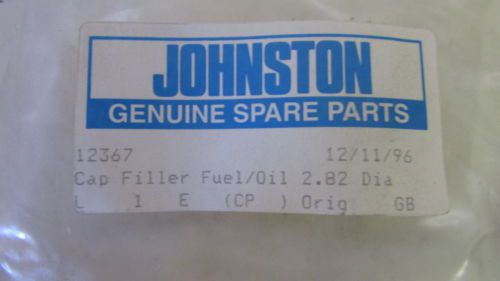 JOHNSTON
GENUINE SPARE PARTS
12367 12/11/96
Cap Filler Fuel/Oil 2.82 Dia
L 1 E (CP ) Orig GB